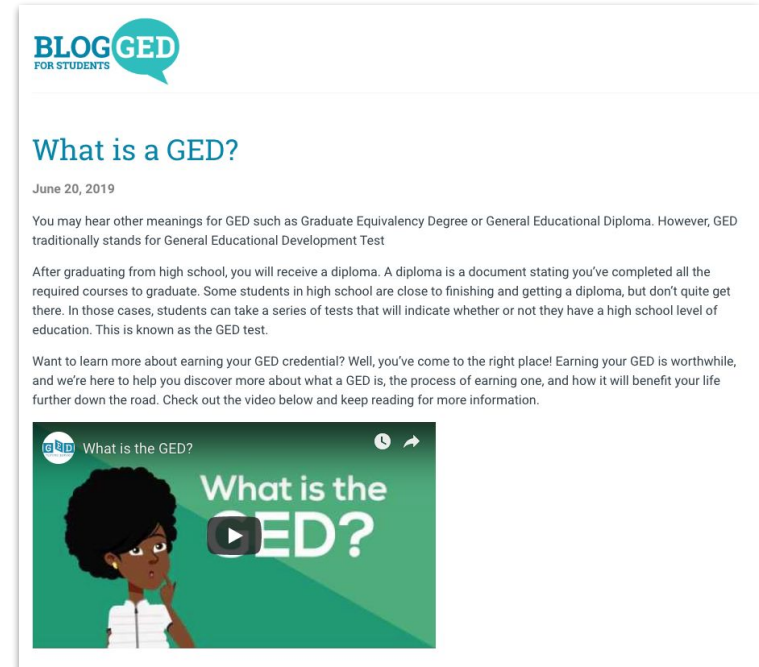 BLOGGED
FOR STUDENTS
What is a GED?
June 20, 2019
You may hear other meanings for GED such as Graduate Equivalency Degree or General Educational Diploma. However, GED
traditionally stands for General Educational Development Test
After graduating from high school, you will receive a diploma. A diploma is a document stating you’ve completed all the
required courses to graduate. Some students in high school are close to finishing and getting a diploma, but don’t quite get
there. In those cases, students can take a series of tests that will indicate whether or not they have a high school level of
education. This is known as the GED test.
Want to learn more about earning your GED credential? Well, you’ve come to the right place! Earning your GED is worthwhile,
and we’re here to help you discover more about what a GED is, the process of earning one, and how it will benefit your life
further down the road. Check out the video below and keep reading for more information.
GED What is the GED?
What is the
GED?